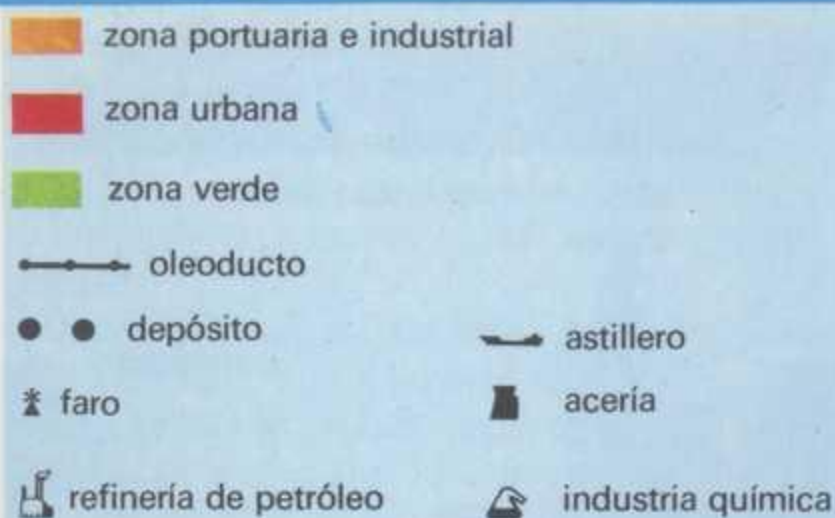 zona portuaria e industrial
zona urbana
zona verde
oleoducto
depósito
faro
refinería de petróleo
astillero
acería
industria química